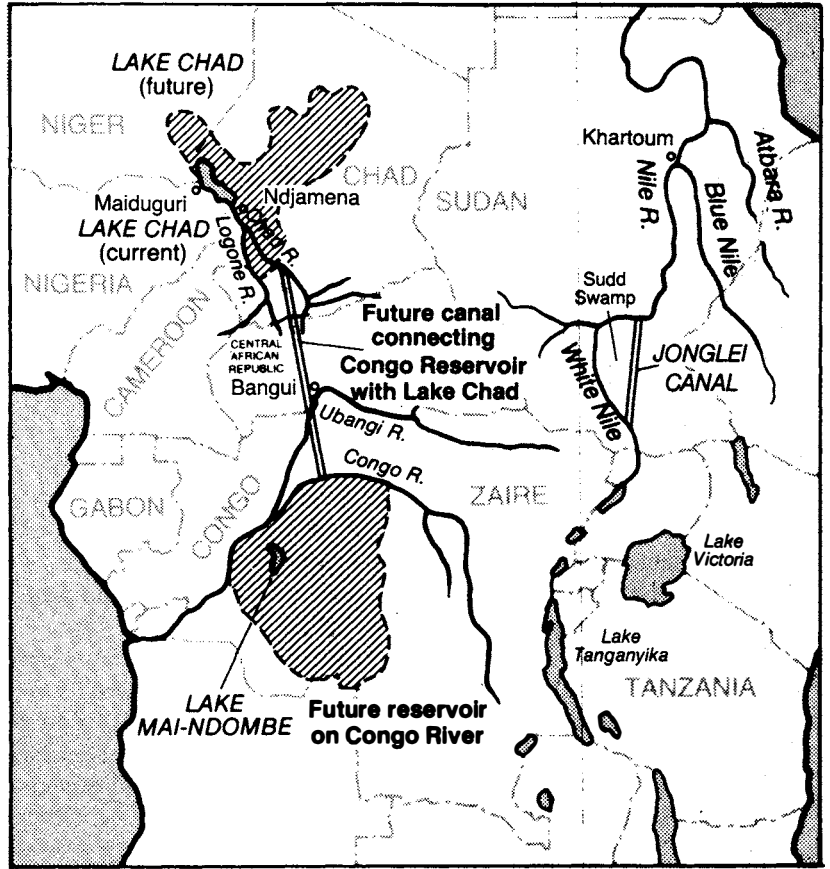 LAKE CHAD
(future)
NIGER
CHAD
SUDAN
Khartoum
Nile R.
Blue Nile
Atbara R.
Maiduguri
Ndjamena
LAKE CHAD
(current)
Logone R.
R.
NIGERIA
CAMEROON
CENTRAL
AFRICAN
REPUBLIC
Bangui
Future canal
connecting
Congo Reservoir
with Lake Chad
Sudd
Swamp
White Nile
JONGLEI
CANAL
Ubangi R.
Congo R.
ZAIRE
GABON
CONGO
Lake
Victoria
Lake
Tanganyika
TANZANIA
LAKE
MAI-NDOMBE
Future reservoir
on Congo River